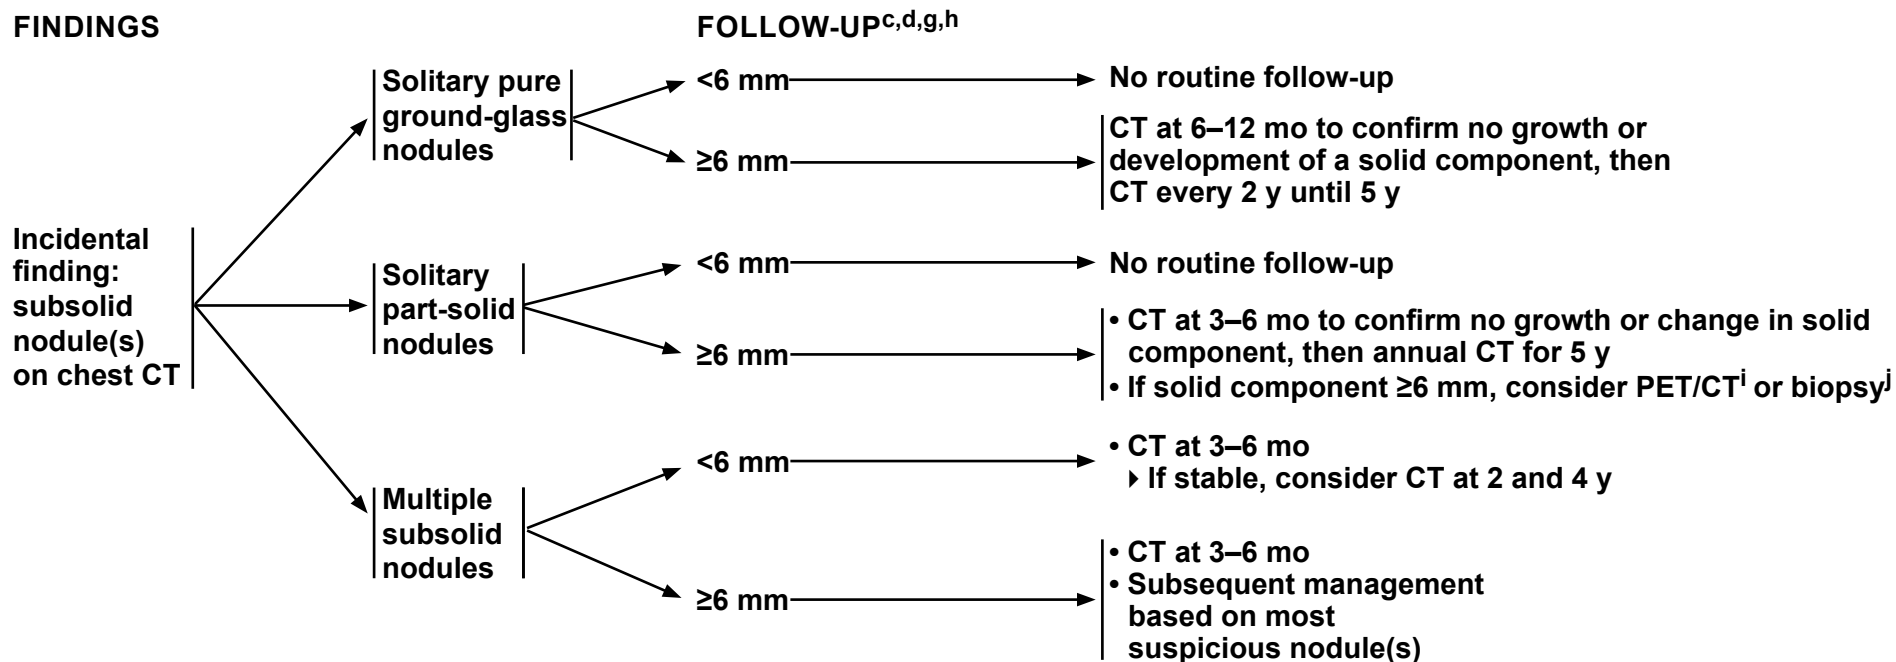 FINDINGS
FOLLOW-UPc,d,g,h
Incidental
finding:
subsolid
nodule(s)
on chest CT
Solitary pure
ground-glass
nodules
<6 mm
No routine follow-up
≥6 mm
CT at 6–12 mo to confirm no growth or
development of a solid component, then
CT every 2 y until 5 y
Solitary
part-solid
nodules
<6 mm
No routine follow-up
≥6 mm
• CT at 3–6 mo to confirm no growth or change in solid
component, then annual CT for 5 y
• If solid component ≥6 mm, consider PET/CTi or biopsyj
Multiple
subsolid
nodules
<6 mm
• CT at 3–6 mo
▸ If stable, consider CT at 2 and 4 y
≥6 mm
• CT at 3–6 mo
• Subsequent management
based on most
suspicious nodule(s)